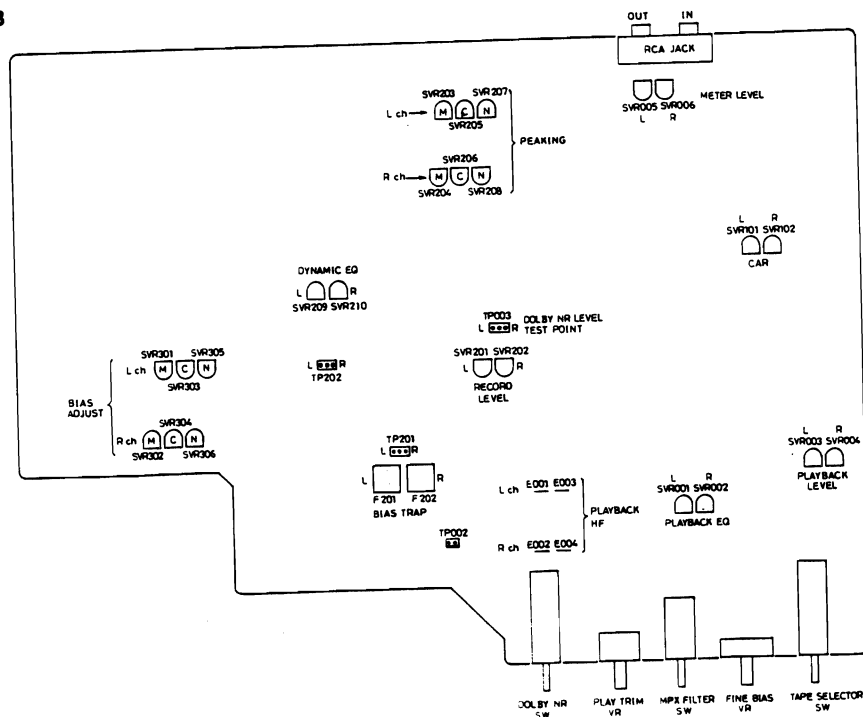 OUT IN
RCA JACK
SVR005 SVR006
L R
METER LEVEL
SVR203 SVR207
L ch M C N
SVR205
PEAKING
SVR206
R ch M C N
SVR204 SVR208
L R
SVR101 SVR102
CAR
DYNAMIC EQ
L R
SVR209 SVR210
TP003
L R
DOLBY NR LEVEL
TEST POINT
SVR301 SVR305
L ch M C N
SVR303
L R
TP202
SVR201 SVR202
L R
RECORD
LEVEL
BIAS
ADJUST
SVR304
R ch M C N
SVR302 SVR306
TP201
L R
L R
F201 F202
BIAS TRAP
TP002
L ch E001 E003
R ch E002 E004
PLAYBACK
HF
L R
SVR001 SVR002
PLAYBACK EQ
L R
SVR003 SVR004
PLAYBACK
LEVEL
DOLBY NR
SW
PLAY TRIM
VR
MPX FILTER
SW
FINE BIAS
VR
TAPE SELECTOR
SW